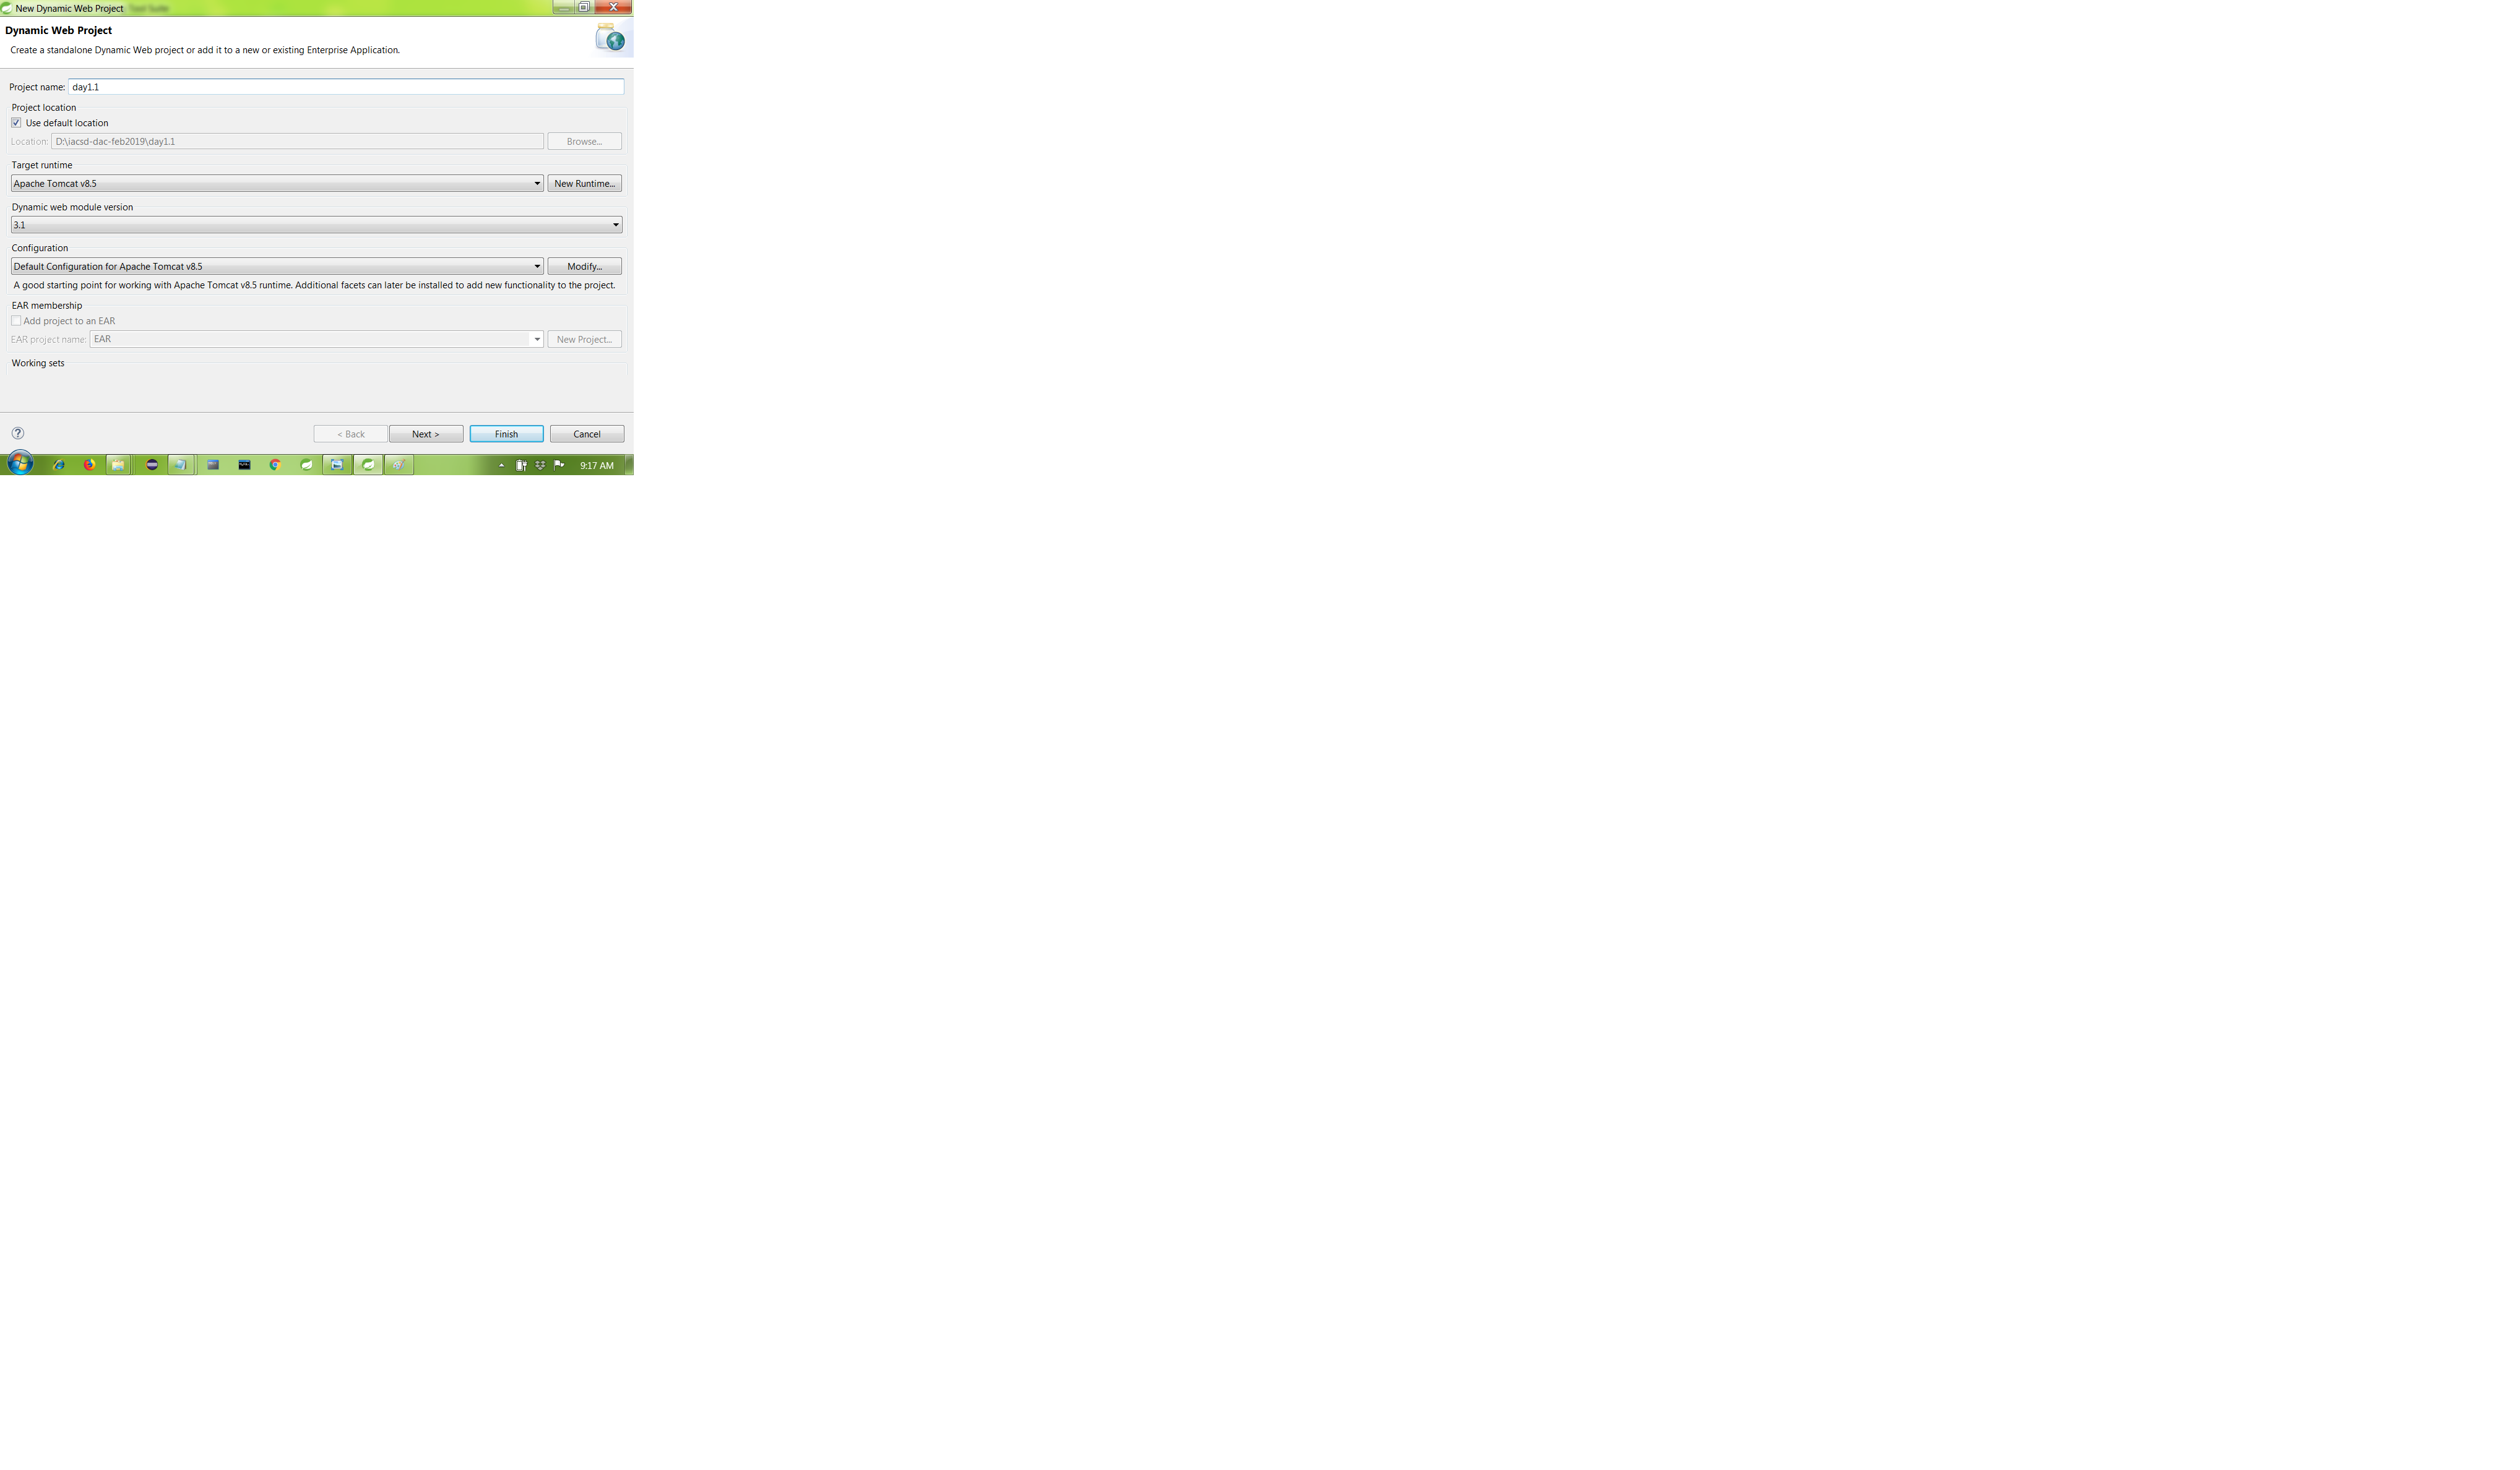 New Dynamic Web Project
Dynamic Web Project
Create a standalone Dynamic Web project or add it to a new or existing Enterprise Application.
Project name: day1.1
Project location
Use default location
Location: D:\iacsd-dac-feb2019\day1.1 Browse...
Target runtime
Apache Tomcat v8.5 New Runtime...
Dynamic web module version
3.1
Configuration
Default Configuration for Apache Tomcat v8.5 Modify...
A good starting point for working with Apache Tomcat v8.5 runtime. Additional facets can later be installed to add new functionality to the project.
EAR membership
Add project to an EAR
EAR project name: EAR New Project...
Working sets
< Back Next > Finish Cancel
9:17 AM